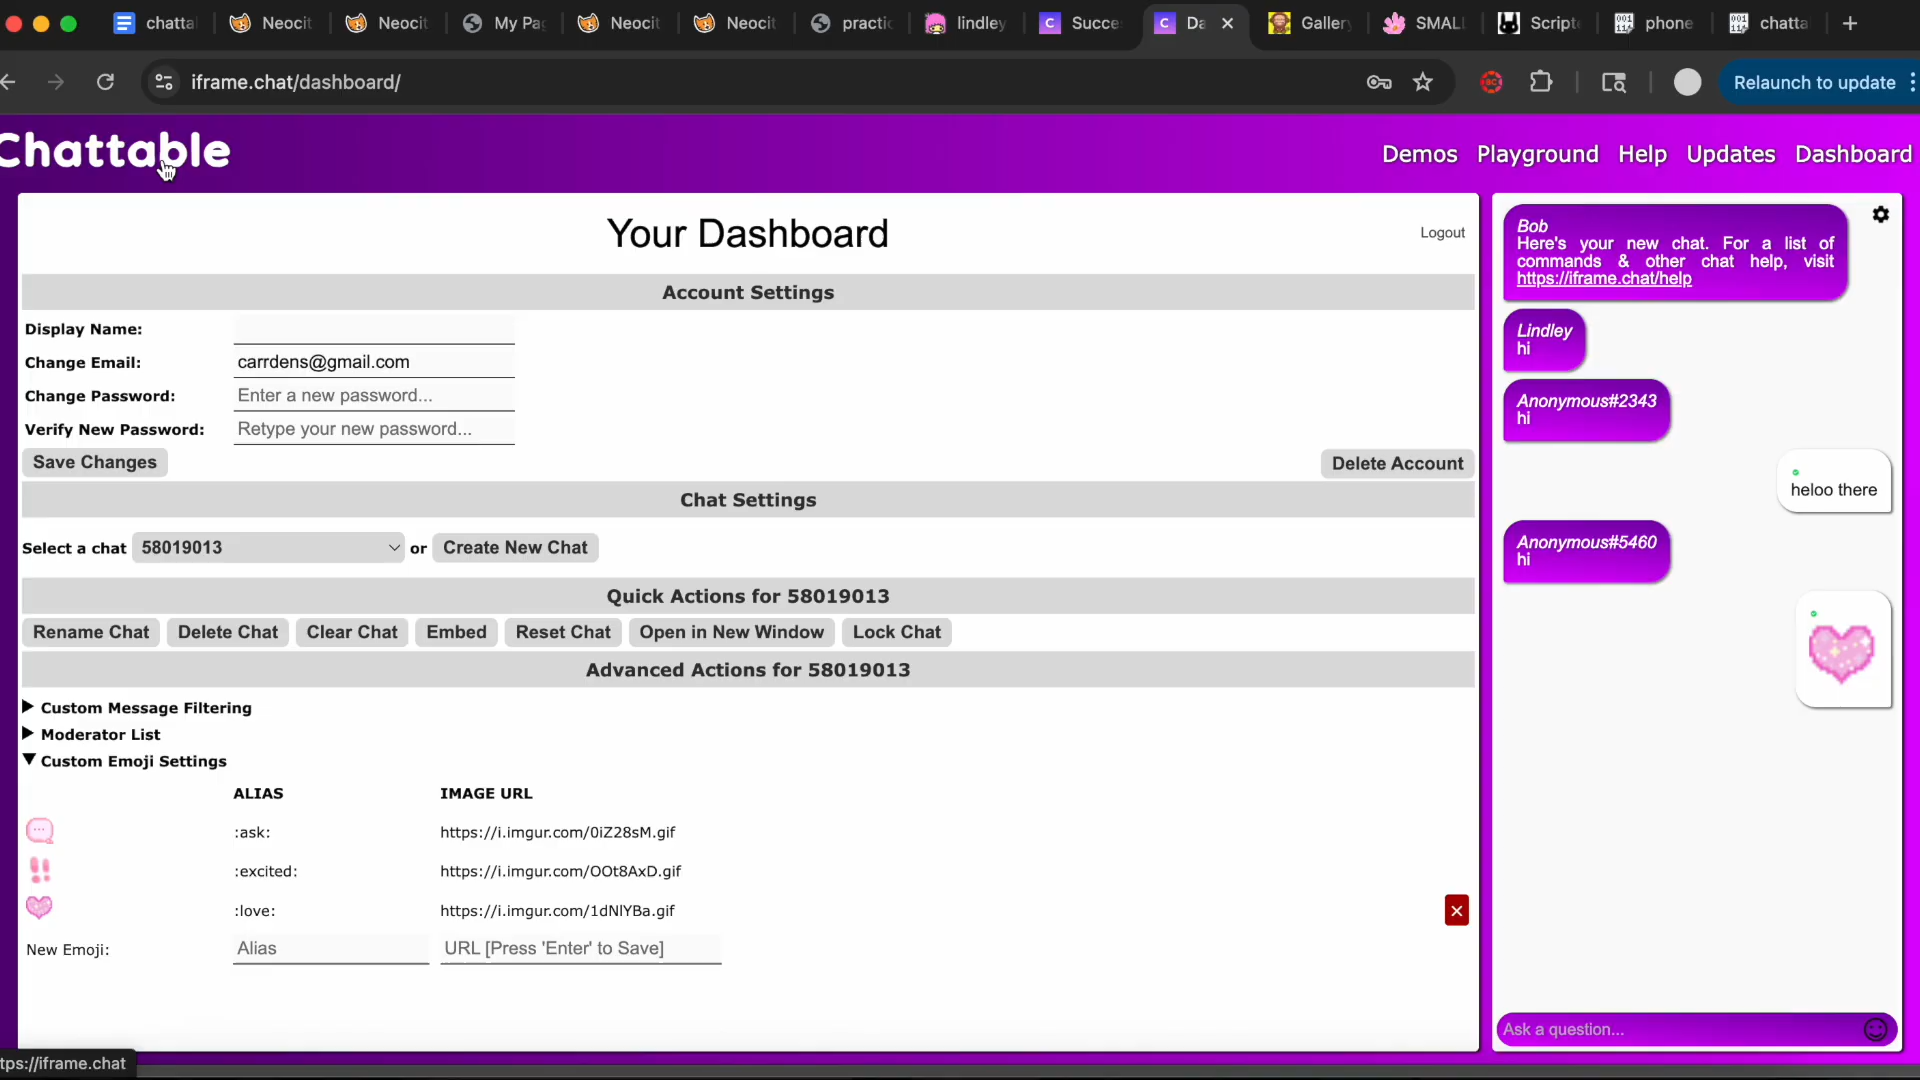 chatta
Neocit
Neocit
My Pa
Neocit
Neocit
practic
lindley
Succe
Da
Gallery
SMALL
Script
phone
chatta
iframe.chat/dashboard/
Relaunch to update
Chattable
Demos Playground Help Updates Dashboard
Your Dashboard
Logout
Account Settings
Display Name:
Change Email: carrdens@gmail.com
Change Password: Enter a new password...
Verify New Password: Retype your new password...
Save Changes
Delete Account
Chat Settings
Select a chat 58019013 or Create New Chat
Quick Actions for 58019013
Rename Chat Delete Chat Clear Chat Embed Reset Chat Open in New Window Lock Chat
Advanced Actions for 58019013
Custom Message Filtering
Moderator List
Custom Emoji Settings
ALIAS IMAGE URL
:ask: https://i.imgur.com/0iZ28sM.gif
:excited: https://i.imgur.com/OOt8AxD.gif
:love: https://i.imgur.com/1dNlYBa.gif
New Emoji: Alias URL [Press 'Enter' to Save]
Bob
Here's your new chat. For a list of
commands & other chat help, visit
https://iframe.chat/help
Lindley
hi
Anonymous#2343
hi
heloo there
Anonymous#5460
hi
Ask a question...
tps://iframe.chat